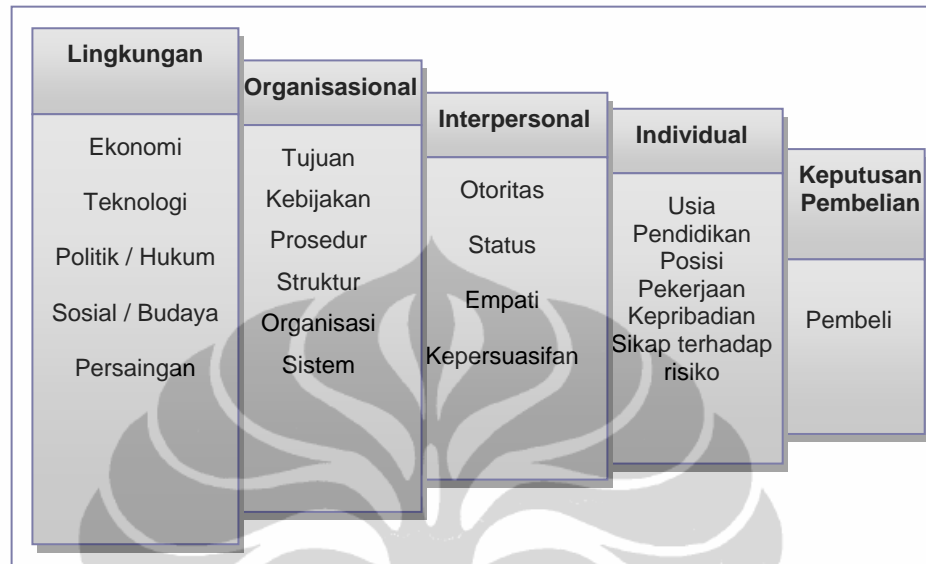 Lingkungan
Ekonomi
Teknologi
Politik / Hukum
Sosial / Budaya
Persaingan
Organisasional
Tujuan
Kebijakan
Prosedur
Struktur
Organisasi
Sistem
Interpersonal
Otoritas
Status
Empati
Kepersuasifan
Individual
Usia
Pendidikan
Posisi
Pekerjaan
Kepribadian
Sikap terhadap
risiko
Keputusan
Pembelian
Pembeli